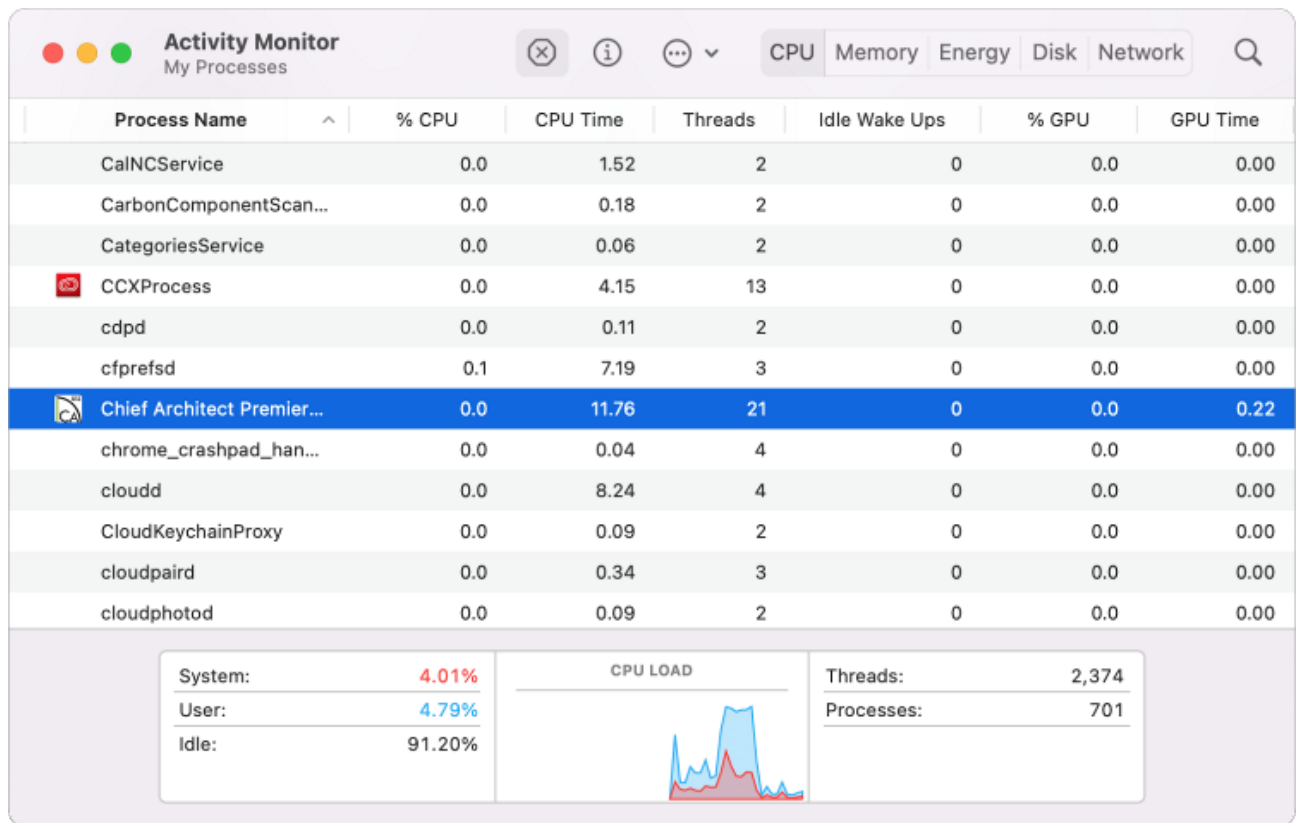 Activity Monitor
My Processes
CPU Memory Energy Disk Network
Process Name % CPU CPU Time Threads Idle Wake Ups % GPU GPU Time
CalNCService 0.0 1.52 2 0 0.0 0.00
CarbonComponentScan... 0.0 0.18 2 0 0.0 0.00
CategoriesService 0.0 0.06 2 0 0.0 0.00
CCXProcess 0.0 4.15 13 0 0.0 0.00
cdpd 0.0 0.11 2 0 0.0 0.00
cfprefsd 0.1 7.19 3 0 0.0 0.00
CA Chief Architect Premier... 0.0 11.76 21 0 0.0 0.22
chrome_crashpad_han... 0.0 0.04 4 0 0.0 0.00
cloudd 0.0 8.24 4 0 0.0 0.00
CloudKeychainProxy 0.0 0.09 2 0 0.0 0.00
cloudpaird 0.0 0.34 3 0 0.0 0.00
cloudphotod 0.0 0.09 2 0 0.0 0.00
System: 4.01% CPU LOAD Threads: 2,374
User: 4.79% Processes: 701
Idle: 91.20%